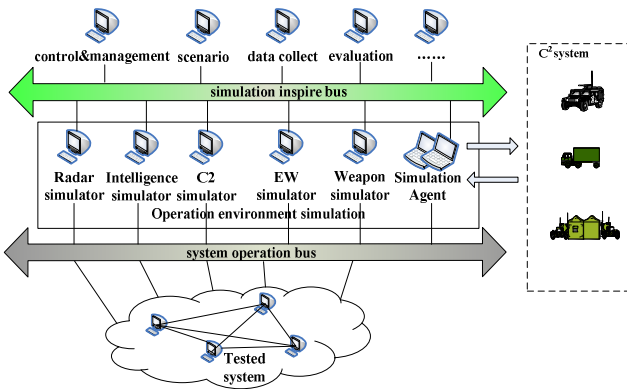 control&management scenario data collect evaluation ……
C² system
simulation inspire bus
Radar simulator
Intelligence simulator
C2 simulator
EW simulator
Weapon simulator
Simulation Agent
Operation environment simulation
system operation bus
Tested
system